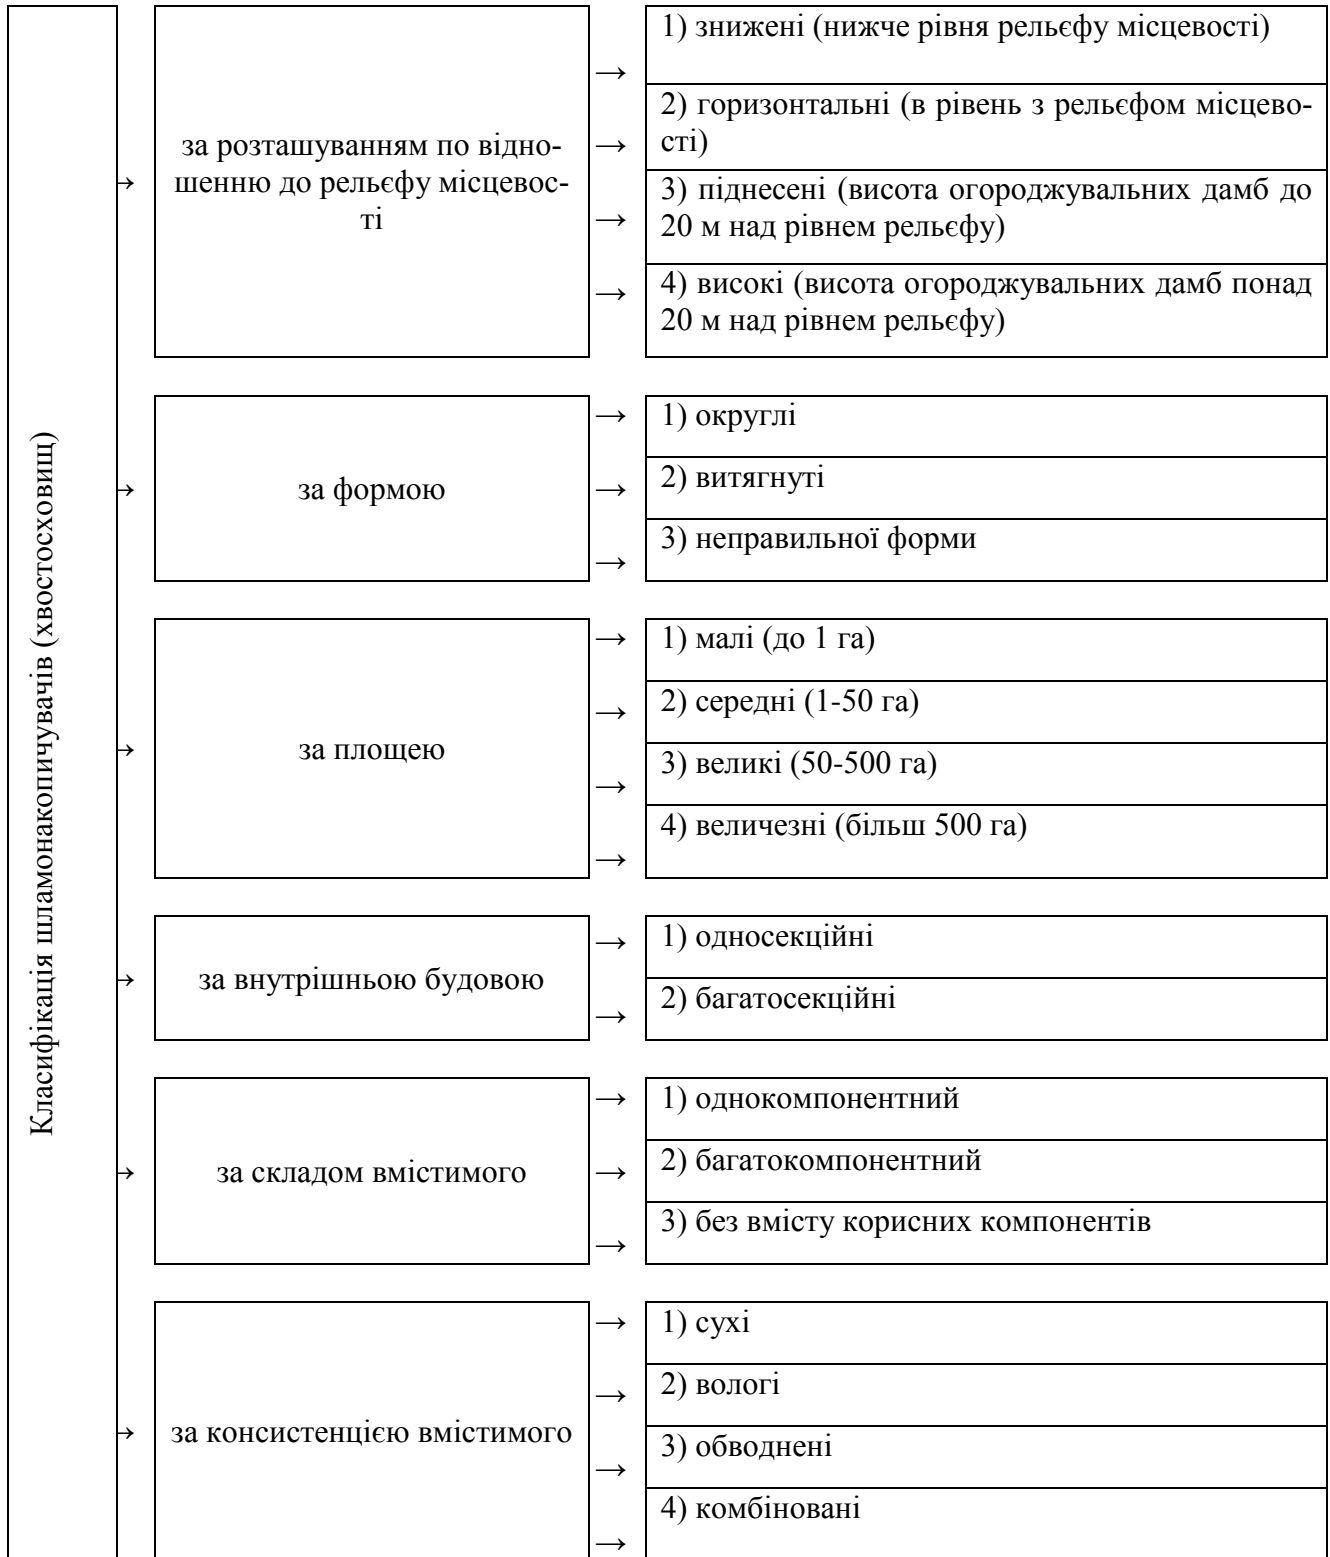 Класифікація шламонакопичувачів (хвостосховищ)
→
за розташуванням по відно-
шенню до рельєфу місцевос-
ті
→
1) знижені (нижче рівня рельєфу місцевості)
→
2) горизонтальні (в рівень з рельєфом місцево-
сті)
→
3) піднесені (висота огороджувальних дамб до
20 м над рівнем рельєфу)
→
4) високі (висота огороджувальних дамб понад
20 м над рівнем рельєфу)
→
за формою
→
1) округлі
→
2) витягнуті
→
3) неправильної форми
→
за площею
→
1) малі (до 1 га)
→
2) середні (1-50 га)
→
3) великі (50-500 га)
→
4) величезні (більш 500 га)
→
за внутрішньою будовою
→
1) односекційні
→
2) багатосекційні
→
за складом вмістимого
→
1) однокомпонентний
→
2) багатокомпонентний
→
3) без вмісту корисних компонентів
→
за консистенцією вмістимого
→
1) сухі
→
2) вологі
→
3) обводнені
→
4) комбіновані